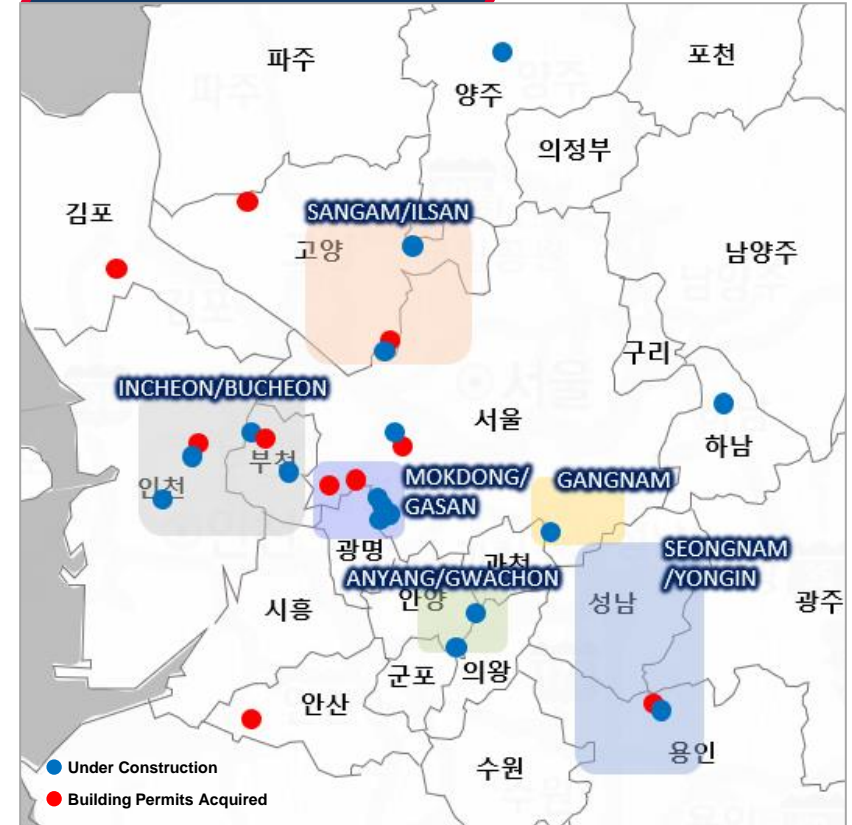 파주
포천
양주
의정부
김포
SANGAM/ILSAN
고양
남양주
구리
INCHEON/BUCHEON
서울
하남
부천
인천
MOKDONG/
GASAN
GANGNAM
광명
과천
SEONGNAM
/YONGIN
ANYANG/GWACHON
안양
시흥
성남
광주
군포
의왕
안산
용인
수원
Under Construction
Building Permits Acquired